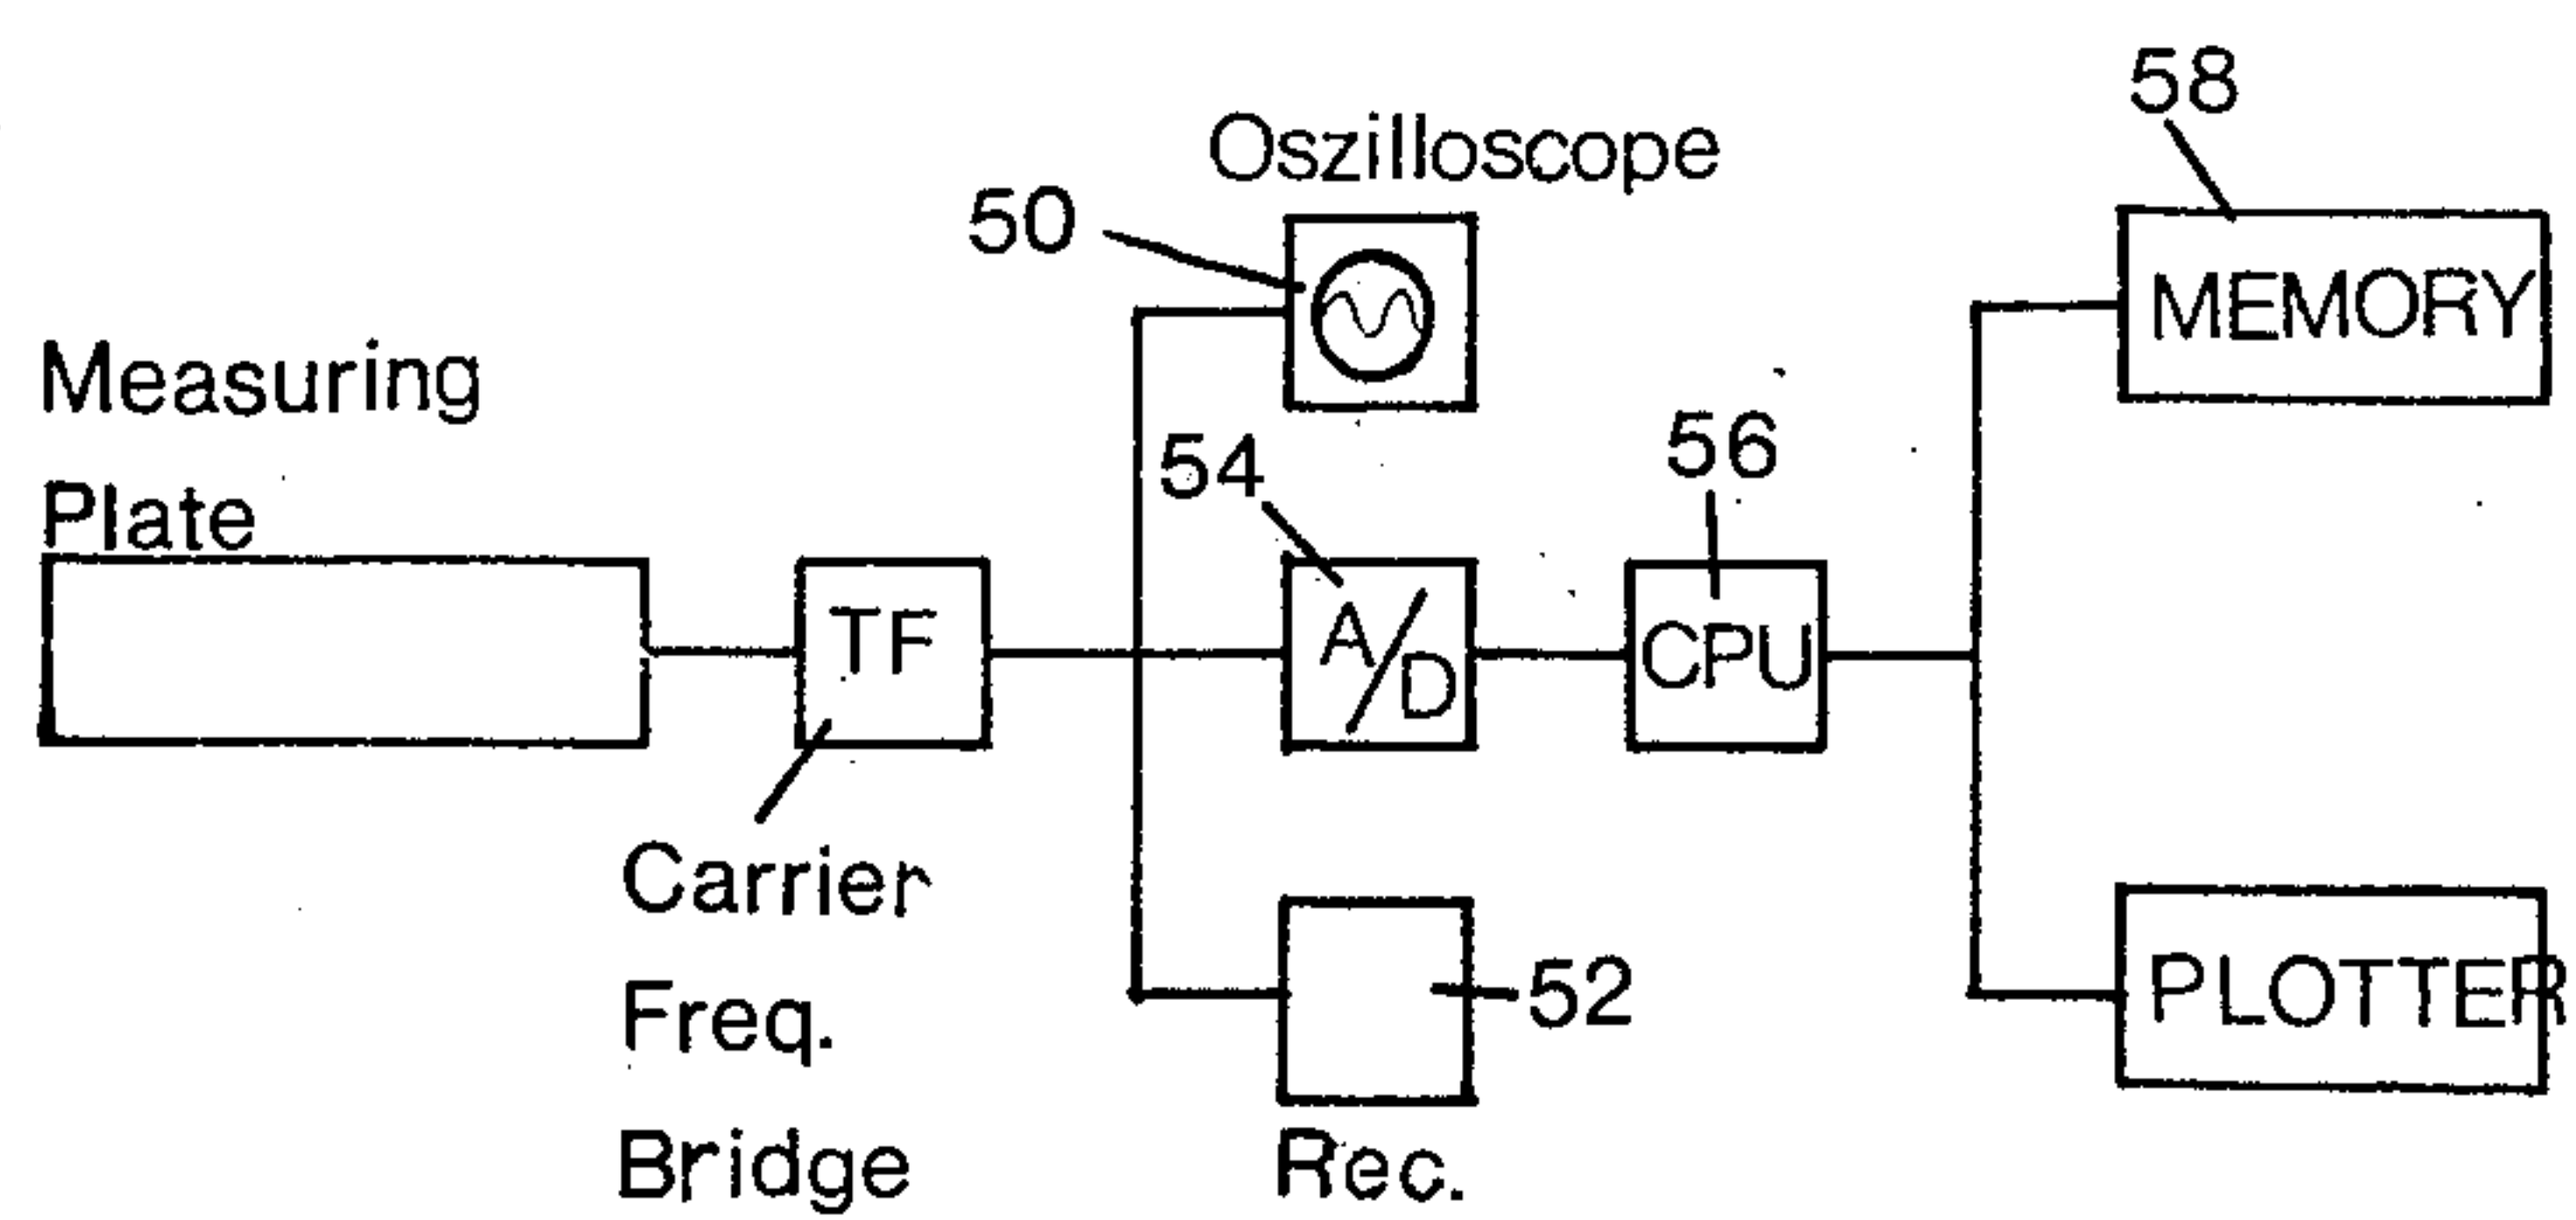 58
Oszilloscope
50
MEMORY
Measuring
Plate
54
56
TF
A/D
CPU
Carrier
Freq.
Bridge
52
Rec.
PLOTTER